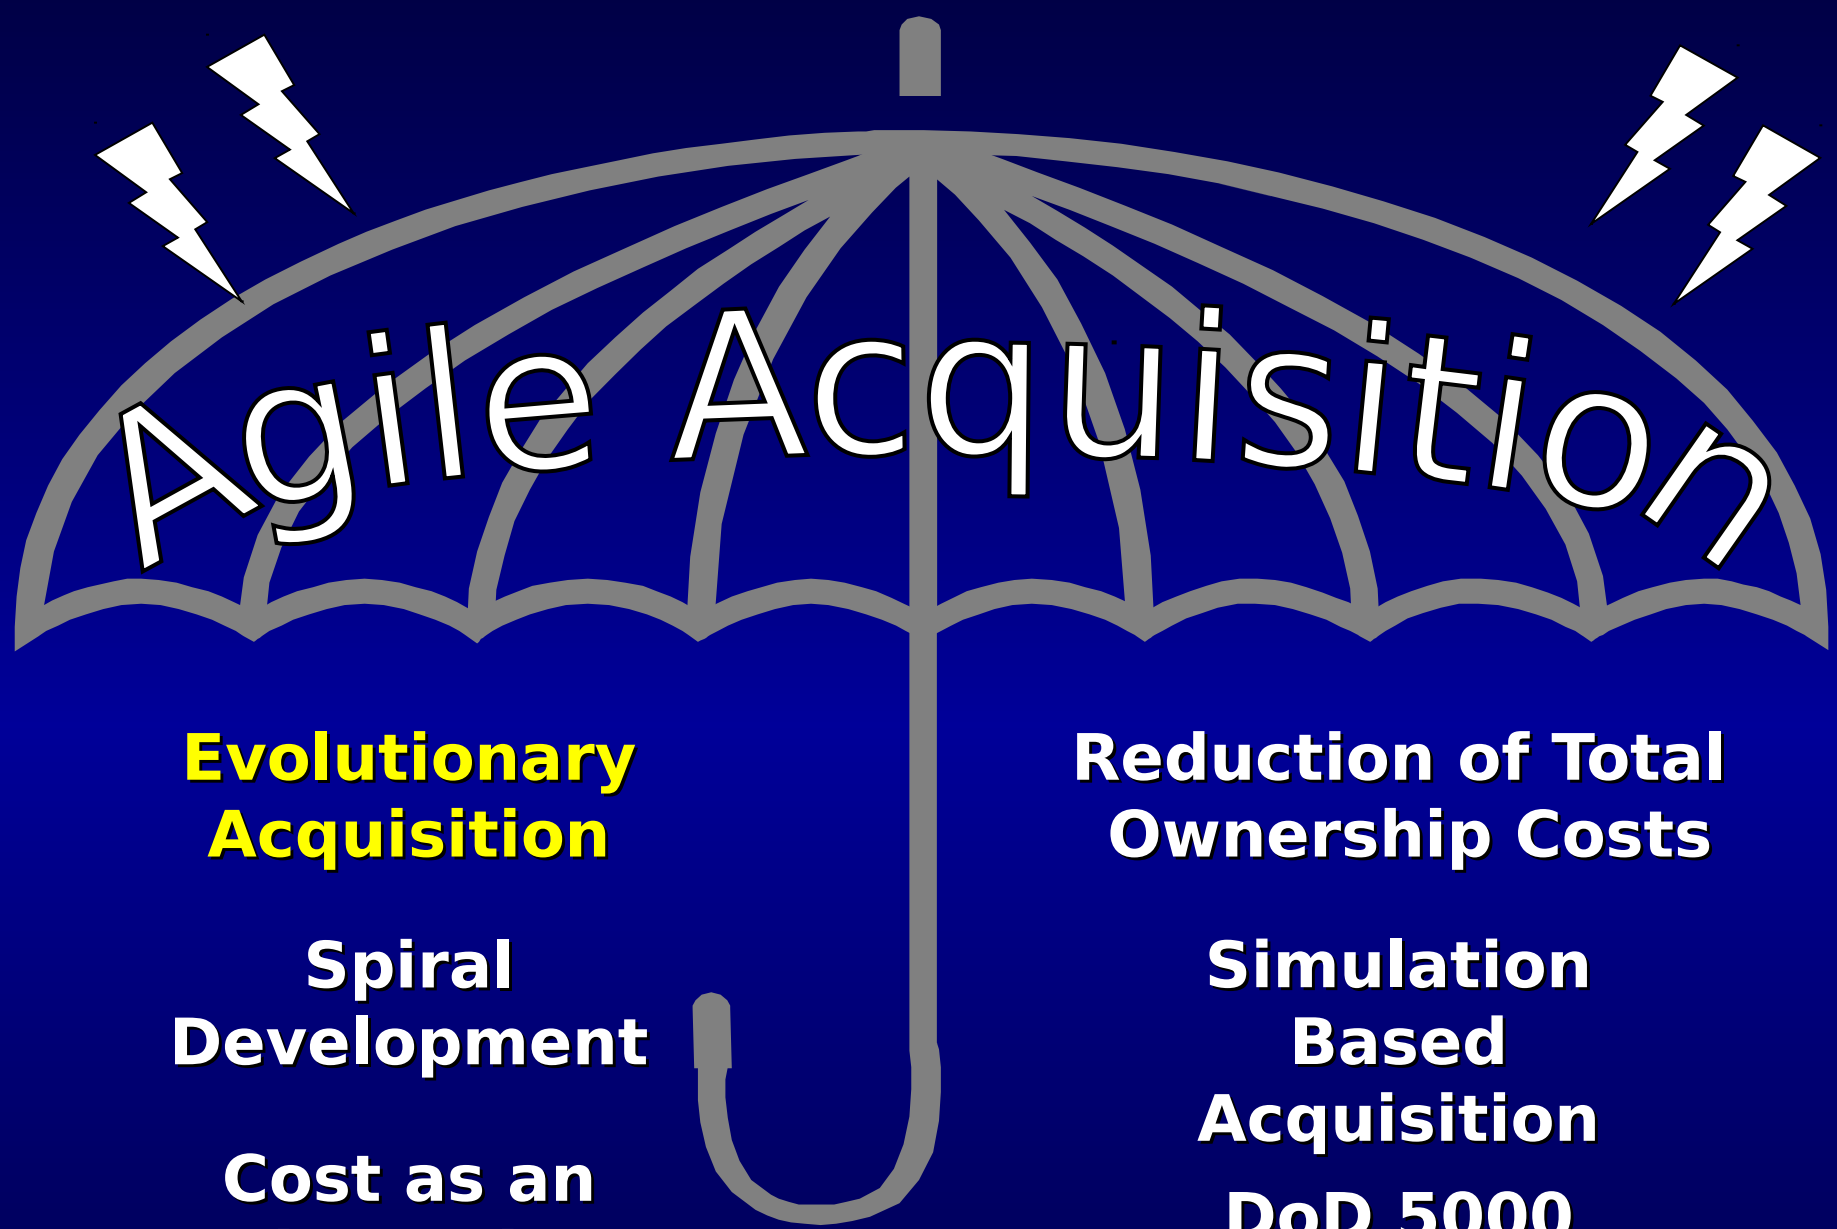 Agile Acquisition
Evolutionary
Acquisition
Spiral
Development
Cost as an
Reduction of Total
Ownership Costs
Simulation
Based
Acquisition
DoD 5000